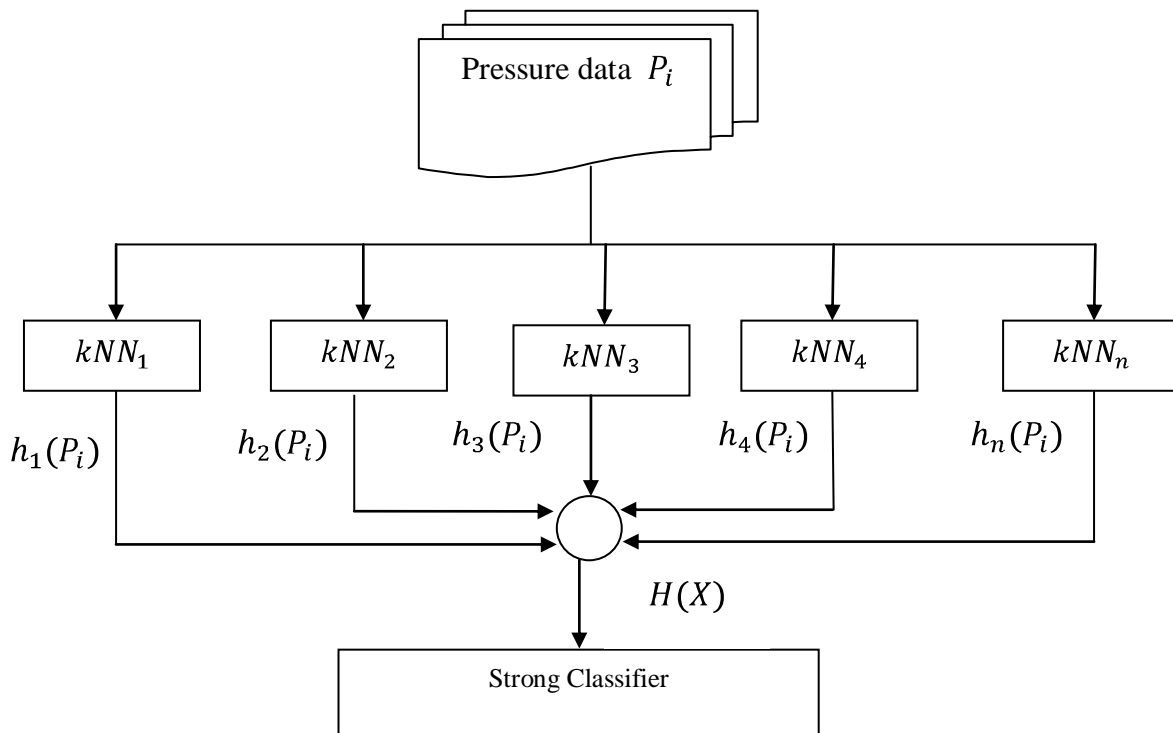 Pressure data P_i
kNN_1
kNN_2
kNN_3
kNN_4
kNN_n
h_1(P_i)
h_2(P_i)
h_3(P_i)
h_4(P_i)
h_n(P_i)
H(X)
Strong Classifier